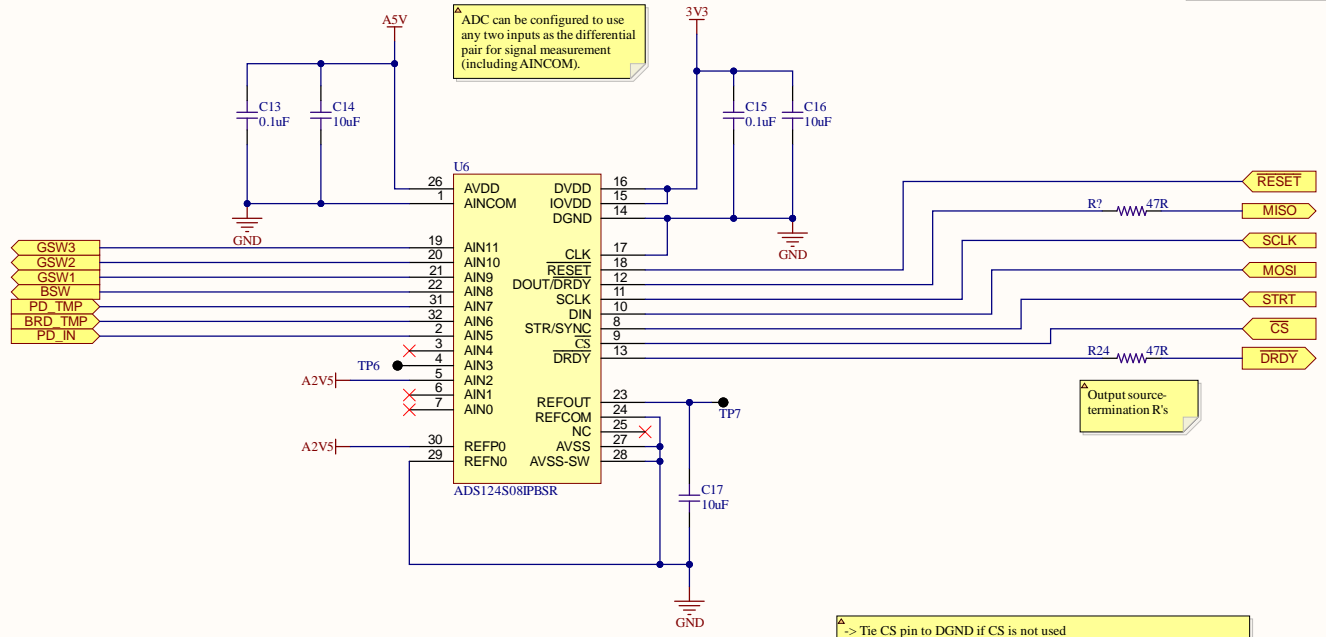 A5V
ADC can be configured to use
any two inputs as the differential
pair for signal measurement
(including AINCOM).
3V3
C13
0.1uF
C14
10uF
C15
0.1uF
C16
10uF
GND
GND
U6
26 AVDD
1 AINCOM
19 AIN11
20 AIN10
21 AIN9
22 AIN8
31 AIN7
32 AIN6
2 AIN5
3 AIN4
4 AIN3
5 AIN2
6 AIN1
7 AIN0
30 REFP0
29 REFN0
DVDD 16
IOVDD 15
DGND 14
CLK 17
RESET 18
DOUT/DRDY 12
SCLK 11
DIN 10
STR/SYNC 8
CS 9
DRDY 13
REFOUT 23
REFCOM 24
NC 25
AVSS 27
AVSS-SW 28
ADS124S08IPBSR
GSW3
GSW2
GSW1
BSW
PD_TMP
BRD_TMP
PD_IN
TP6
A2V5
A2V5
RESET
R? 47R
MISO
SCLK
MOSI
STRT
CS
R24 47R
DRDY
Output source-
termination R's
TP7
C17
10uF
GND
-> Tie CS pin to DGND if CS is not used